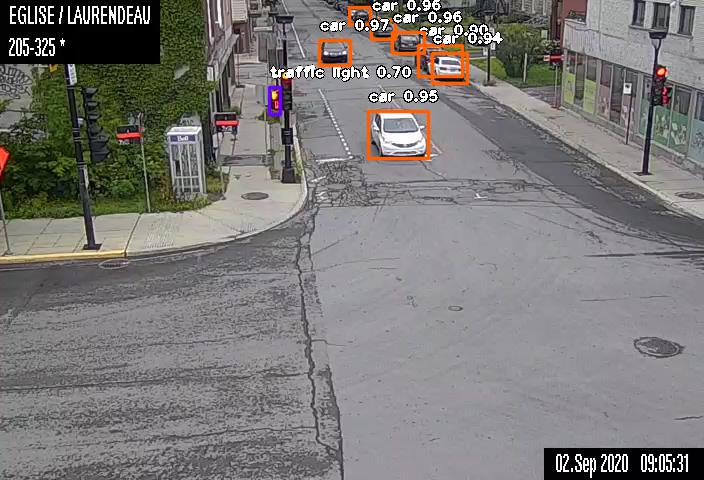 EGLISE / LAURENDEAU
205-325 *
car 0.96
car 0.97
car 0.96
car 0.90
car 0.94
traffic light 0.70
car 0.95
Bell
02.Sep 2020 09:05:31